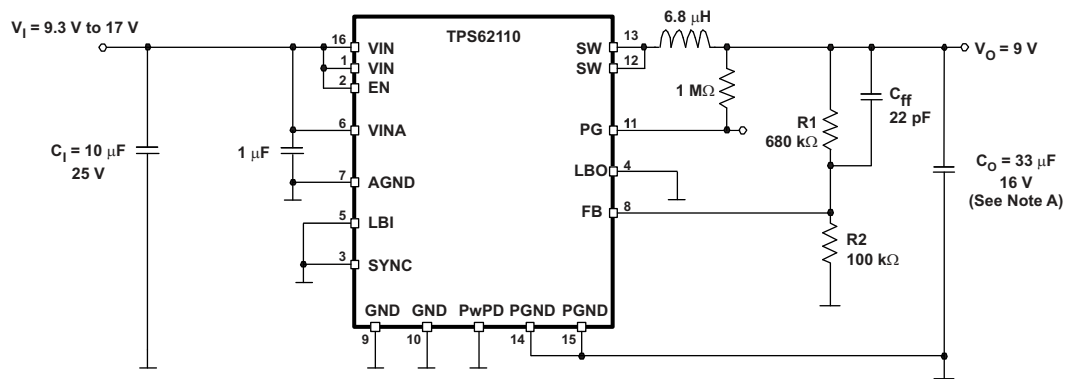 V_I = 9.3 V to 17 V
TPS62110
6.8 μH
16 VIN
1 VIN
2 EN
6 VINA
7 AGND
5 LBI
3 SYNC
SW 13
SW 12
PG 11
LBO 4
FB 8
V_O = 9 V
1 MΩ
C_ff
22 pF
R1
680 kΩ
C_I = 10 μF
25 V
1 μF
C_O = 33 μF
16 V
(See Note A)
R2
100 kΩ
GND GND PwPD PGND PGND
9 10 14 15